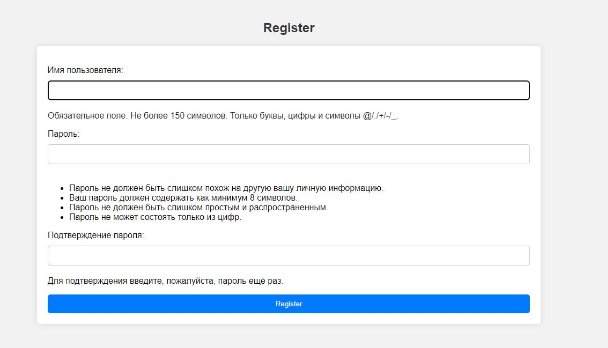 Register
Имя пользователя:
Обязательное поле. Не более 150 символов. Только буквы, цифры и символы @/./+/-/_.
Пароль:
Пароль не должен быть слишком похож на другую вашу личную информацию.
Ваш пароль должен содержать как минимум 8 символов.
Пароль не должен быть слишком простым и распространенным.
Пароль не может состоять только из цифр.
Подтверждение пароля:
Для подтверждения введите, пожалуйста, пароль ещё раз.
Register